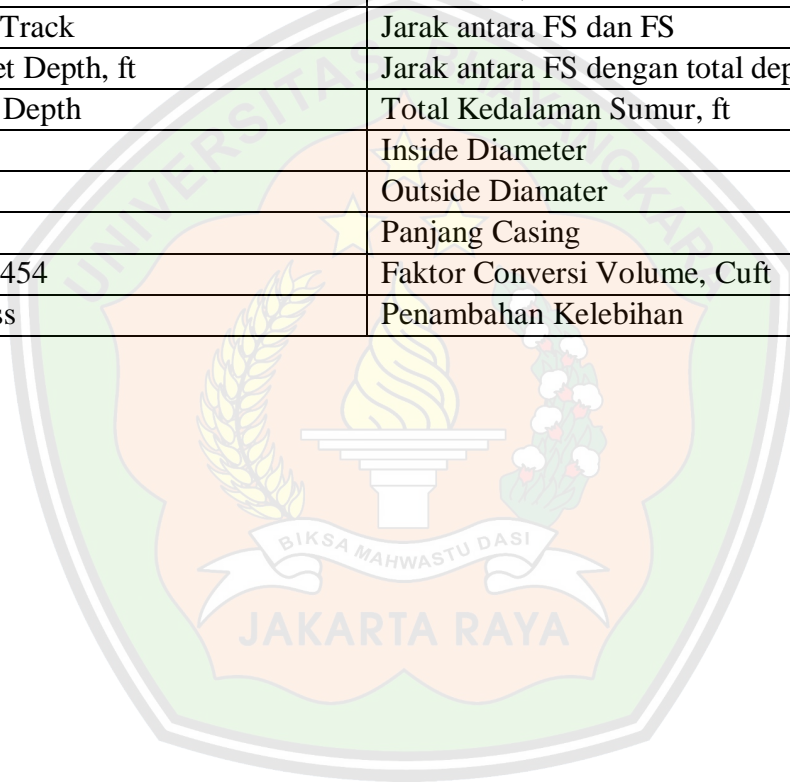 Track Jarak antara FS dan FS
et Depth, ft Jarak antara FS dengan total dep
Depth Total Kedalaman Sumur, ft
Inside Diameter
Outside Diamater
Panjang Casing
454 Faktor Conversi Volume, Cuft
ss Penambahan Kelebihan
UNIVERSITAS BHAYANGKARA
BIKSA MAHWASTU DASI
JAKARTA RAYA